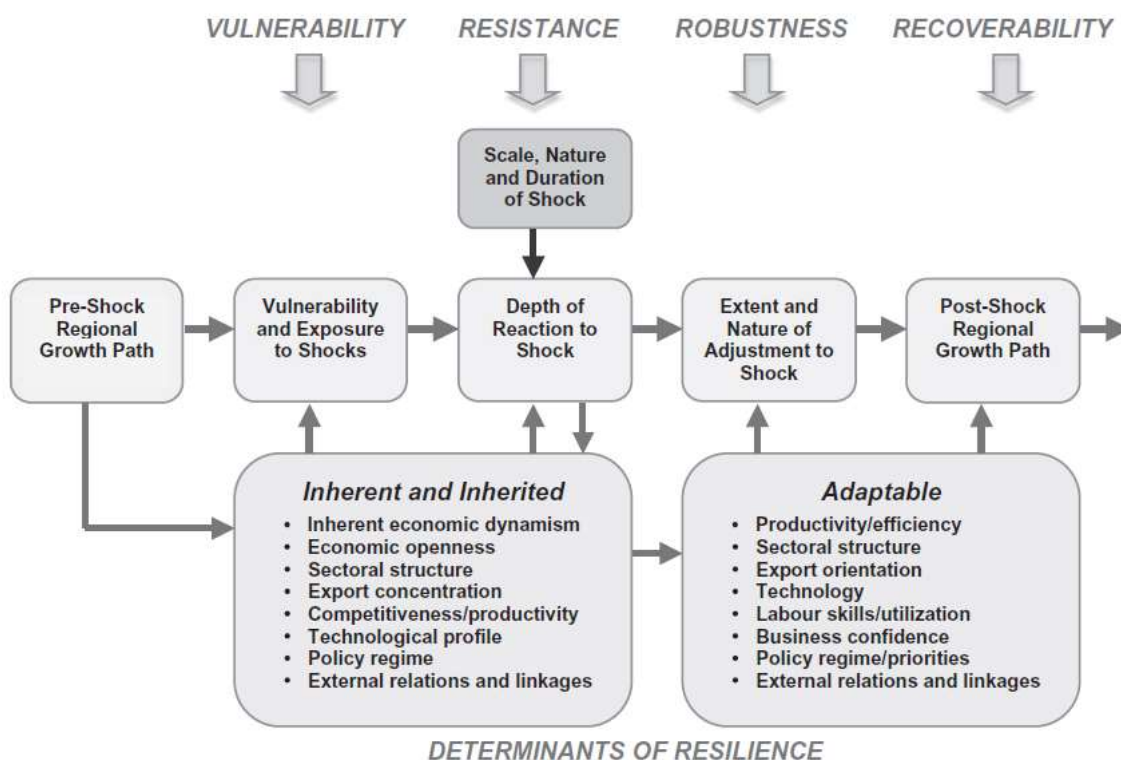 VULNERABILITY
RESISTANCE
ROBUSTNESS
RECOVERABILITY
Scale, Nature
and Duration
of Shock
Pre-Shock
Regional
Growth Path
Vulnerability
and Exposure
to Shocks
Depth of
Reaction to
Shock
Extent and
Nature of
Adjustment to
Shock
Post-Shock
Regional
Growth Path
Inherent and Inherited
• Inherent economic dynamism
• Economic openness
• Sectoral structure
• Export concentration
• Competitiveness/productivity
• Technological profile
• Policy regime
• External relations and linkages
Adaptable
• Productivity/efficiency
• Sectoral structure
• Export orientation
• Technology
• Labour skills/utilization
• Business confidence
• Policy regime/priorities
• External relations and linkages
DETERMINANTS OF RESILIENCE